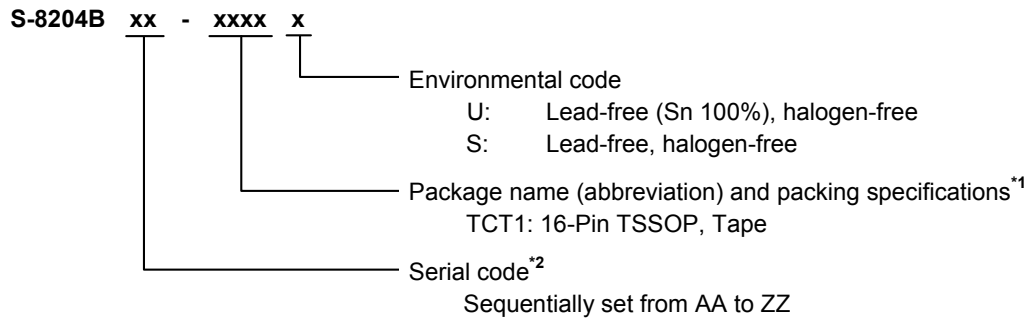 S-8204B xx - xxxx x
Environmental code
U: Lead-free (Sn 100%), halogen-free
S: Lead-free, halogen-free
Package name (abbreviation) and packing specifications*1
TCT1: 16-Pin TSSOP, Tape
Serial code*2
Sequentially set from AA to ZZ